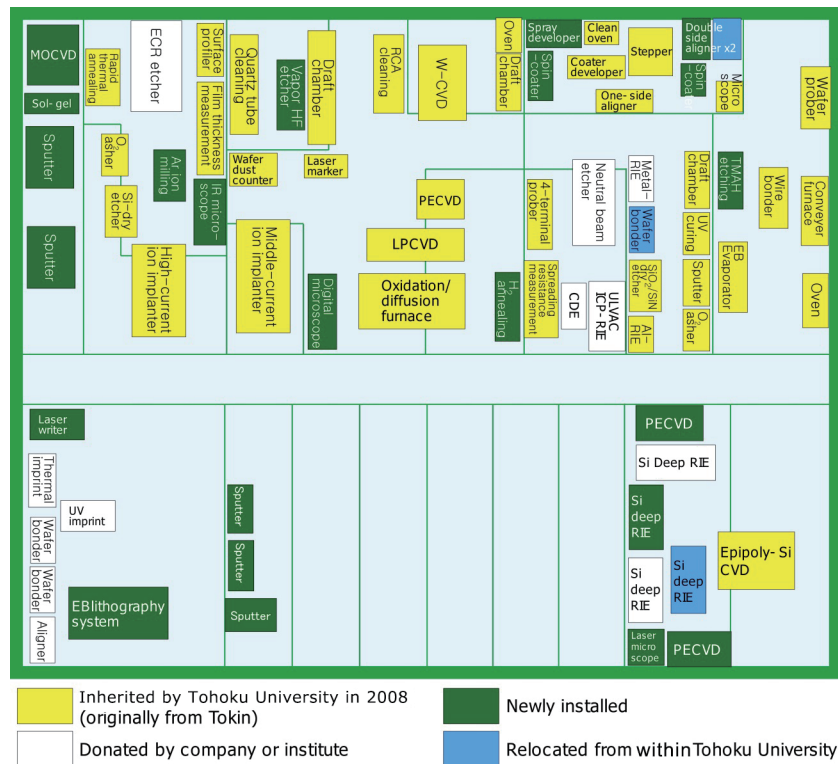 MOCVD
Sol- gel
Sputter
Sputter
Rapid
thermal
annealing
ECR etcher
Surface
profiler
Film thickness
measurement
O2
asher
Si-dry
etcher
Ar ion
milling
IR micro-
scope
High-current
ion implanter
Quartz tube
cleaning
Vapor HF
etcher
Draft
chamber
Wafer
dust
counter
Laser
marker
Middle-current
ion implanter
Digital
microscope
RCA
cleaning
W-CVD
Oven
Draft
chamber
PECVD
LPCVD
Oxidation/
diffusion
furnace
H2
annealing
Spray
developer
Spin
-coater
Clean
oven
Coater
developer
Stepper
One- side
aligner
Double
side
aligner x2
Spin
-coater
Micro
scope
Wafer
prober
4-terminal
prober
Spreading
resistance
measurement
Neutral beam
etcher
CDE
ULVAC
ICP-RIE
Metal-
RIE
Wafer
bonder
SiO2/SiN
dry-
etcher
Al-
RIE
Draft
chamber
UV
curing
Sputter
O2
asher
TMAH
etching
EB
evaporator
Wire
bonder
Conveyer
furnace
Oven
Laser
writer
Thermal
imprint
UV
imprint
Wafer
bonder
Wafer
bonder
Aligner
EBlithography
system
Sputter
Sputter
Sputter
PECVD
Si Deep RIE
Si
deep
RIE
Si
deep
RIE
Si
deep
RIE
Epipoly- Si
CVD
Laser
micro
scope
PECVD
Inherited by Tohoku University in 2008
(originally from Tokin)
Newly installed
Donated by company or institute
Relocated from within Tohoku University